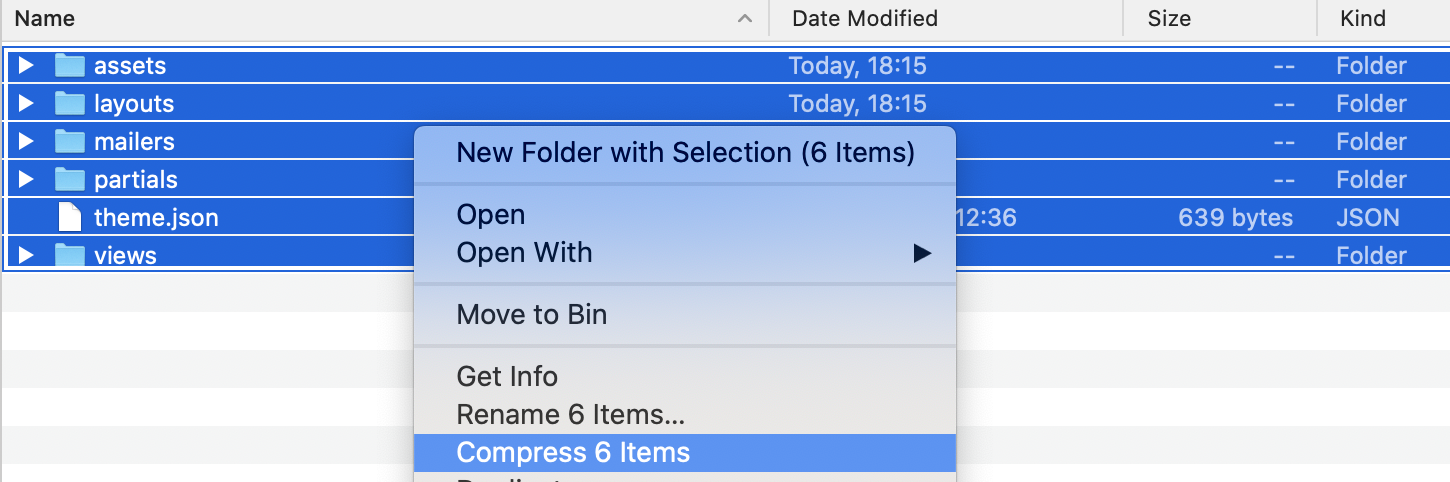 Name Date Modified Size Kind
assets Today, 18:15 -- Folder
layouts Today, 18:15 -- Folder
mailers -- Folder
partials -- Folder
theme.json 12:36 639 bytes JSON
views -- Folder
New Folder with Selection (6 Items)
Open
Open With
Move to Bin
Get Info
Rename 6 Items...
Compress 6 Items